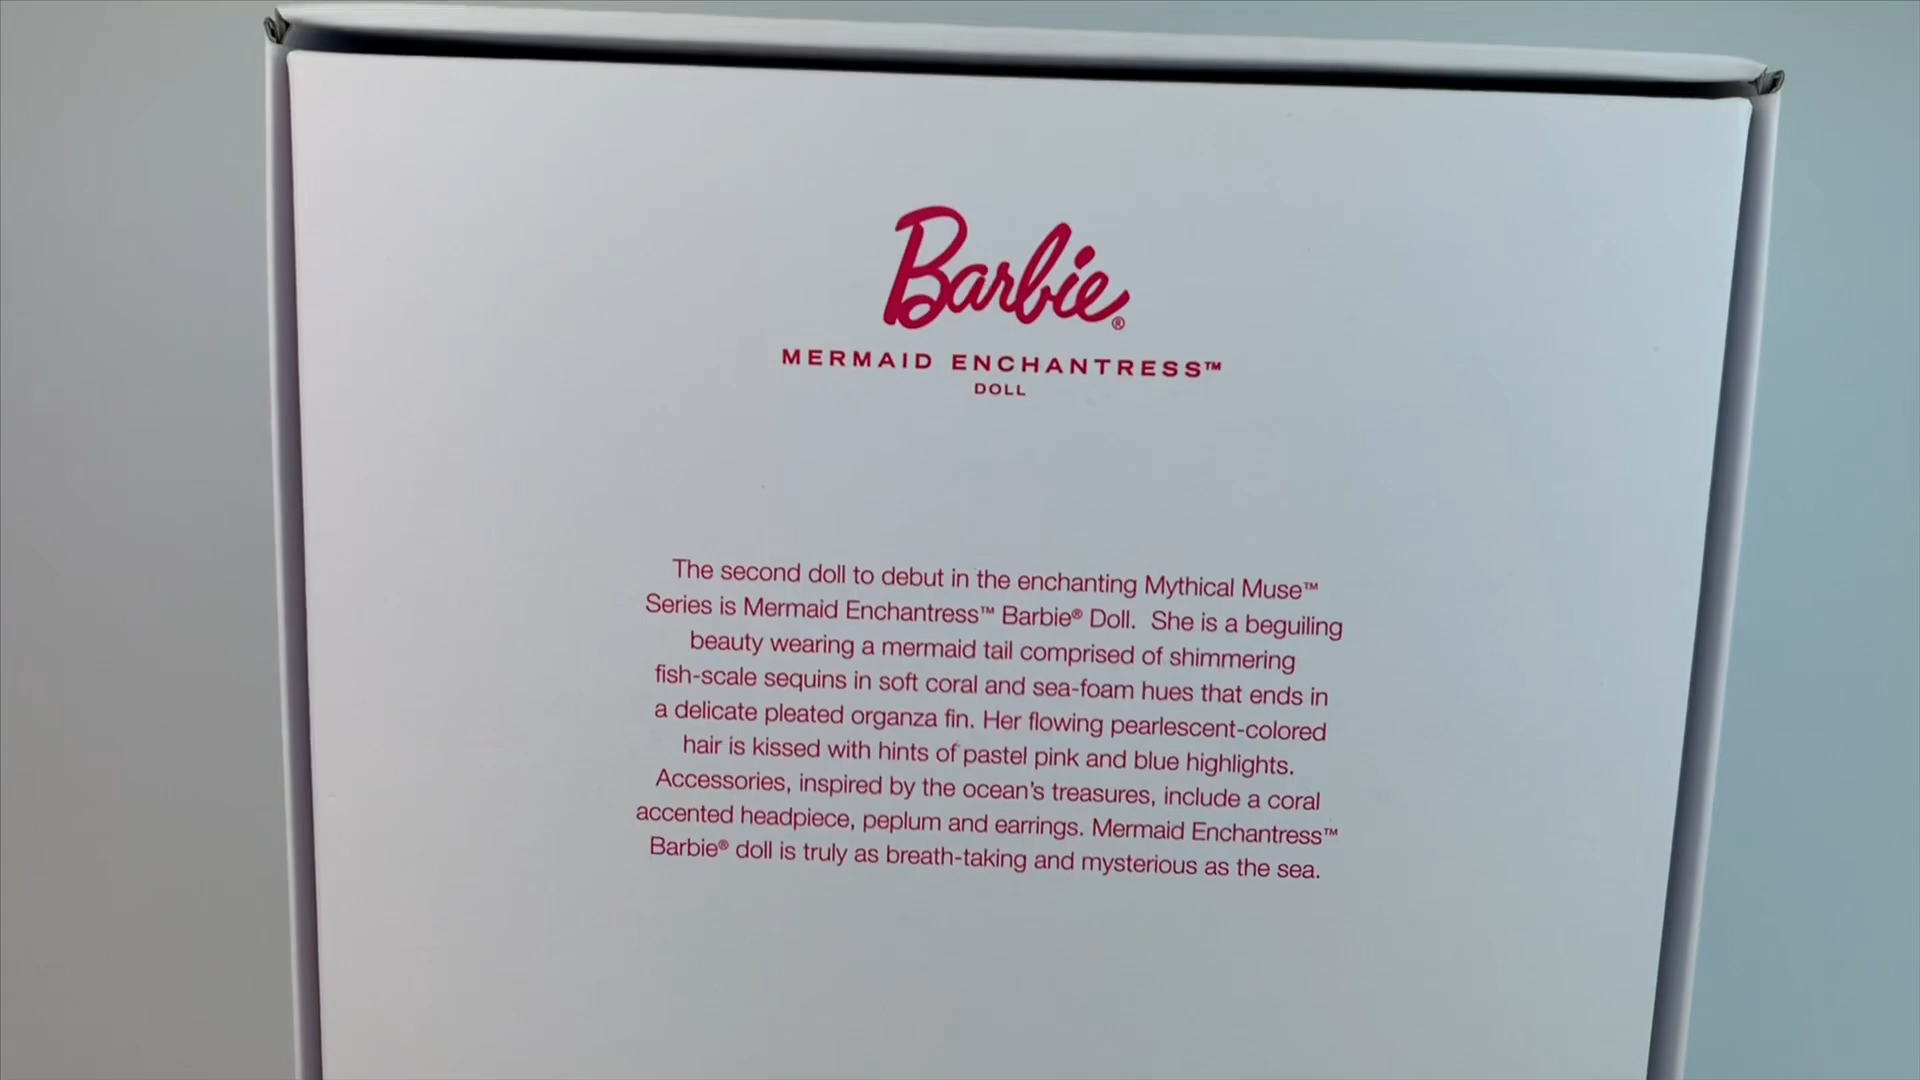 Barbie®
MERMAID ENCHANTRESS™
DOLL
The second doll to debut in the enchanting Mythical Muse™
Series is Mermaid Enchantress™ Barbie® Doll.  She is a beguiling
beauty wearing a mermaid tail comprised of shimmering
fish-scale sequins in soft coral and sea-foam hues that ends in
a delicate pleated organza fin. Her flowing pearlescent-colored
hair is kissed with hints of pastel pink and blue highlights.
Accessories, inspired by the ocean's treasures, include a coral
accented headpiece, peplum and earrings. Mermaid Enchantress™
Barbie® doll is truly as breath-taking and mysterious as the sea.